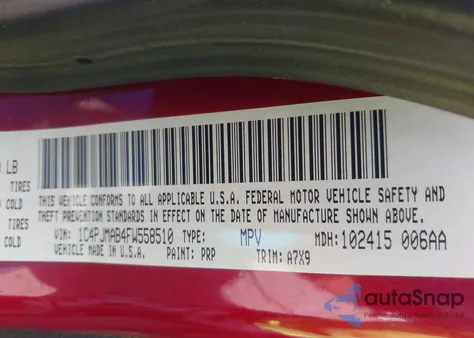 0 LB
TIRES
COLD
TIRES
COLD
THIS VEHICLE CONFORMS TO ALL APPLICABLE U.S.A. FEDERAL MOTOR VEHICLE SAFETY AND
THEFT PREVENTION STANDARDS IN EFFECT ON THE DATE OF MANUFACTURE SHOWN ABOVE.
VIN: 1C4PJMAB4FW558510 TYPE: MPV MDH:102415 006AA
VEHICLE MADE IN U.S.A. PAINT: PRP TRIM: A7X9
autaSnap